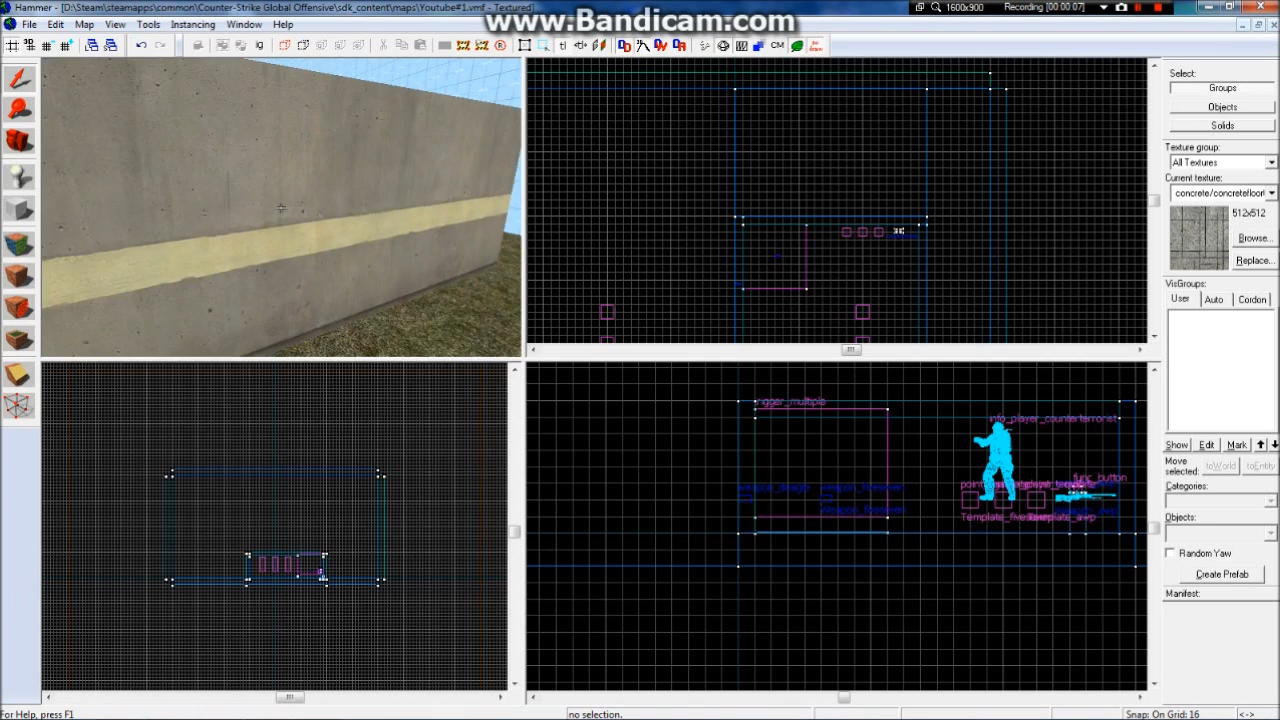 Hammer - [D:\Steam\steamapps\common\Counter-Strike Global Offensive\sdk_content\maps\Youtube#1.vmf - Textured]
www.Bandicam.com
1600x900
Recording [00:00:07]
File Edit Map View Tools Instancing Window Help
Select:
Groups
Objects
Solids
Texture group:
All Textures
Current texture:
concrete/concretefloor
512x512
Browse...
Replace...
VisGroups:
User Auto Cordon
Show Edit Mark
Move selected:
toWorld toEntity
Categories:
Objects:
Random Yaw
Create Prefab
Manifest:
info_player_counterterrorist
func_button
For Help, press F1
no selection.
Snap: On Grid: 16
<->